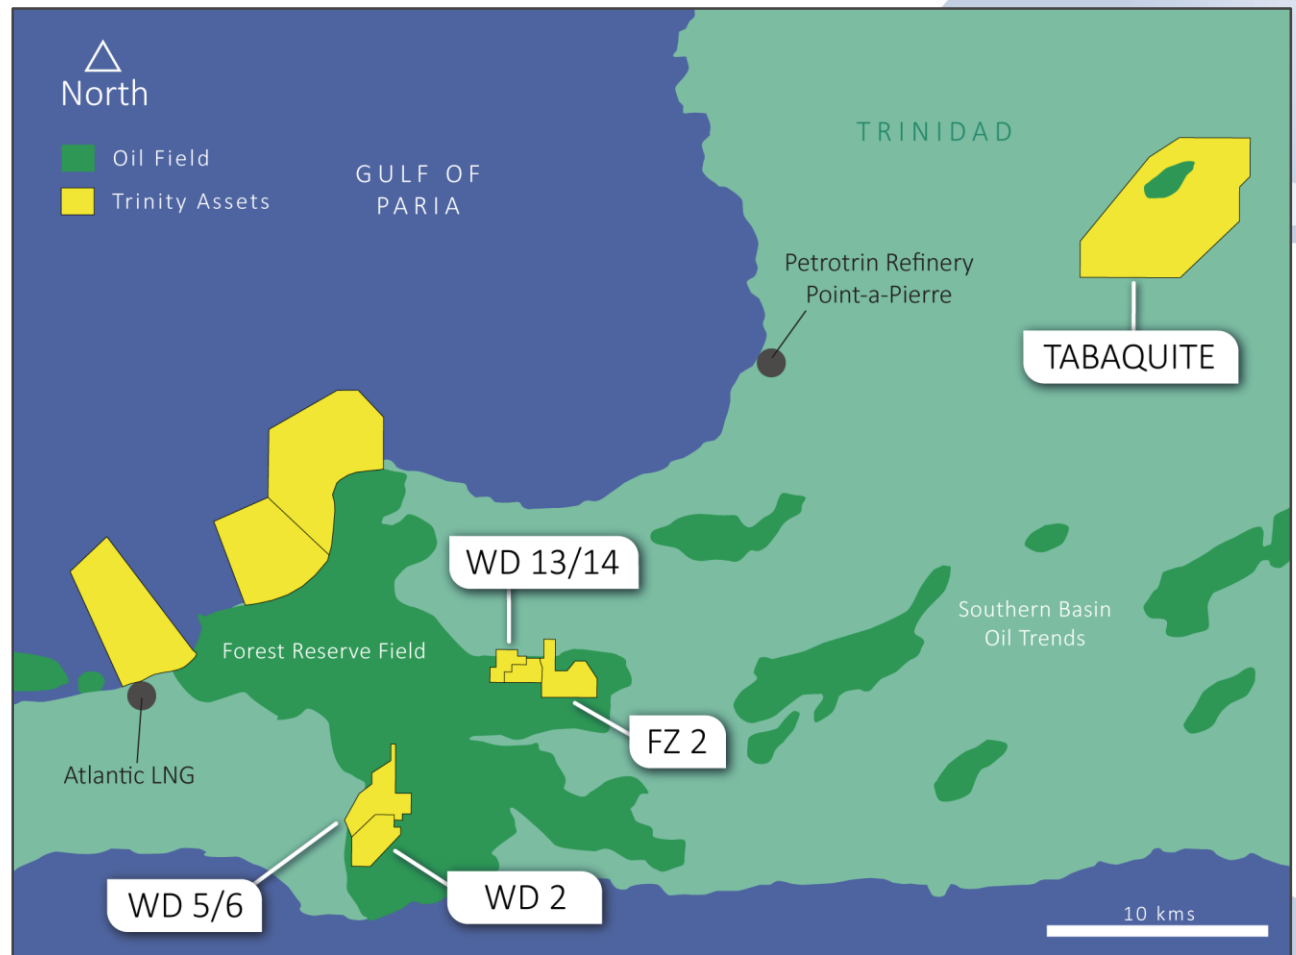 North
Oil Field
Trinity Assets
GULF OF
PARIA
TRINIDAD
Petrotrin Refinery
Point-a-Pierre
TABAQUITE
WD 13/14
Southern Basin
Oil Trends
Forest Reserve Field
FZ 2
Atlantic LNG
WD 5/6
WD 2
10 kms